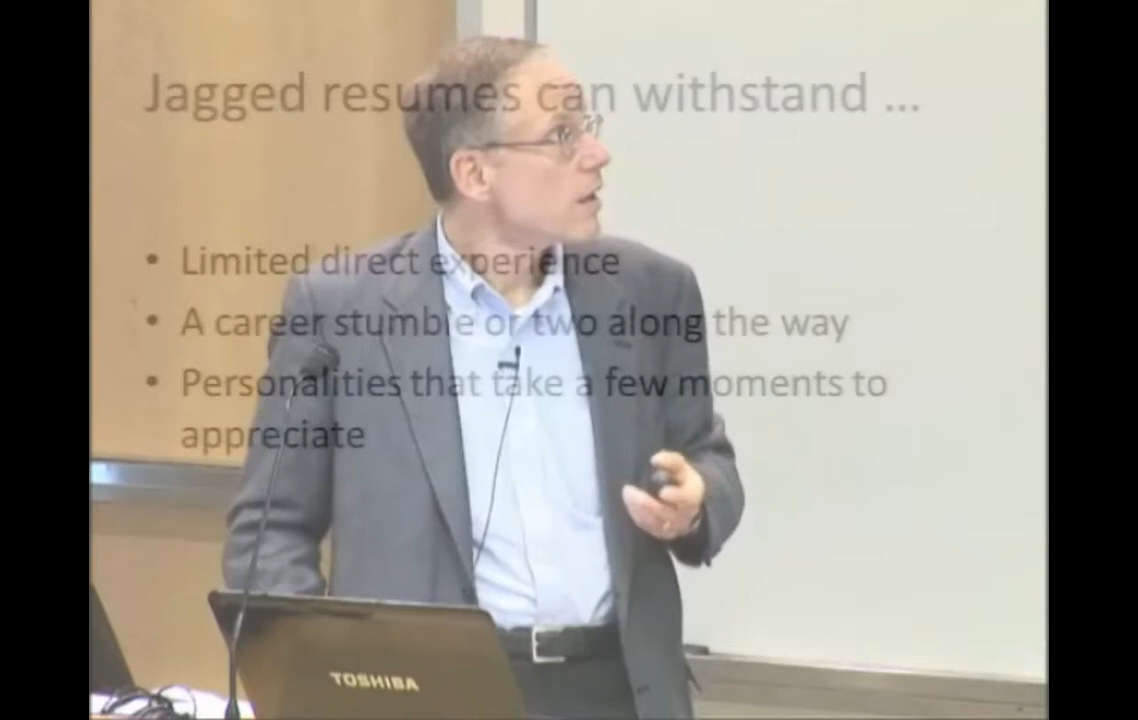 Jagged resumes can withstand ...
• Limited direct experience
• A career stumble or two along the way
• Personalities that take a few moments to
appreciate
TOSHIBA